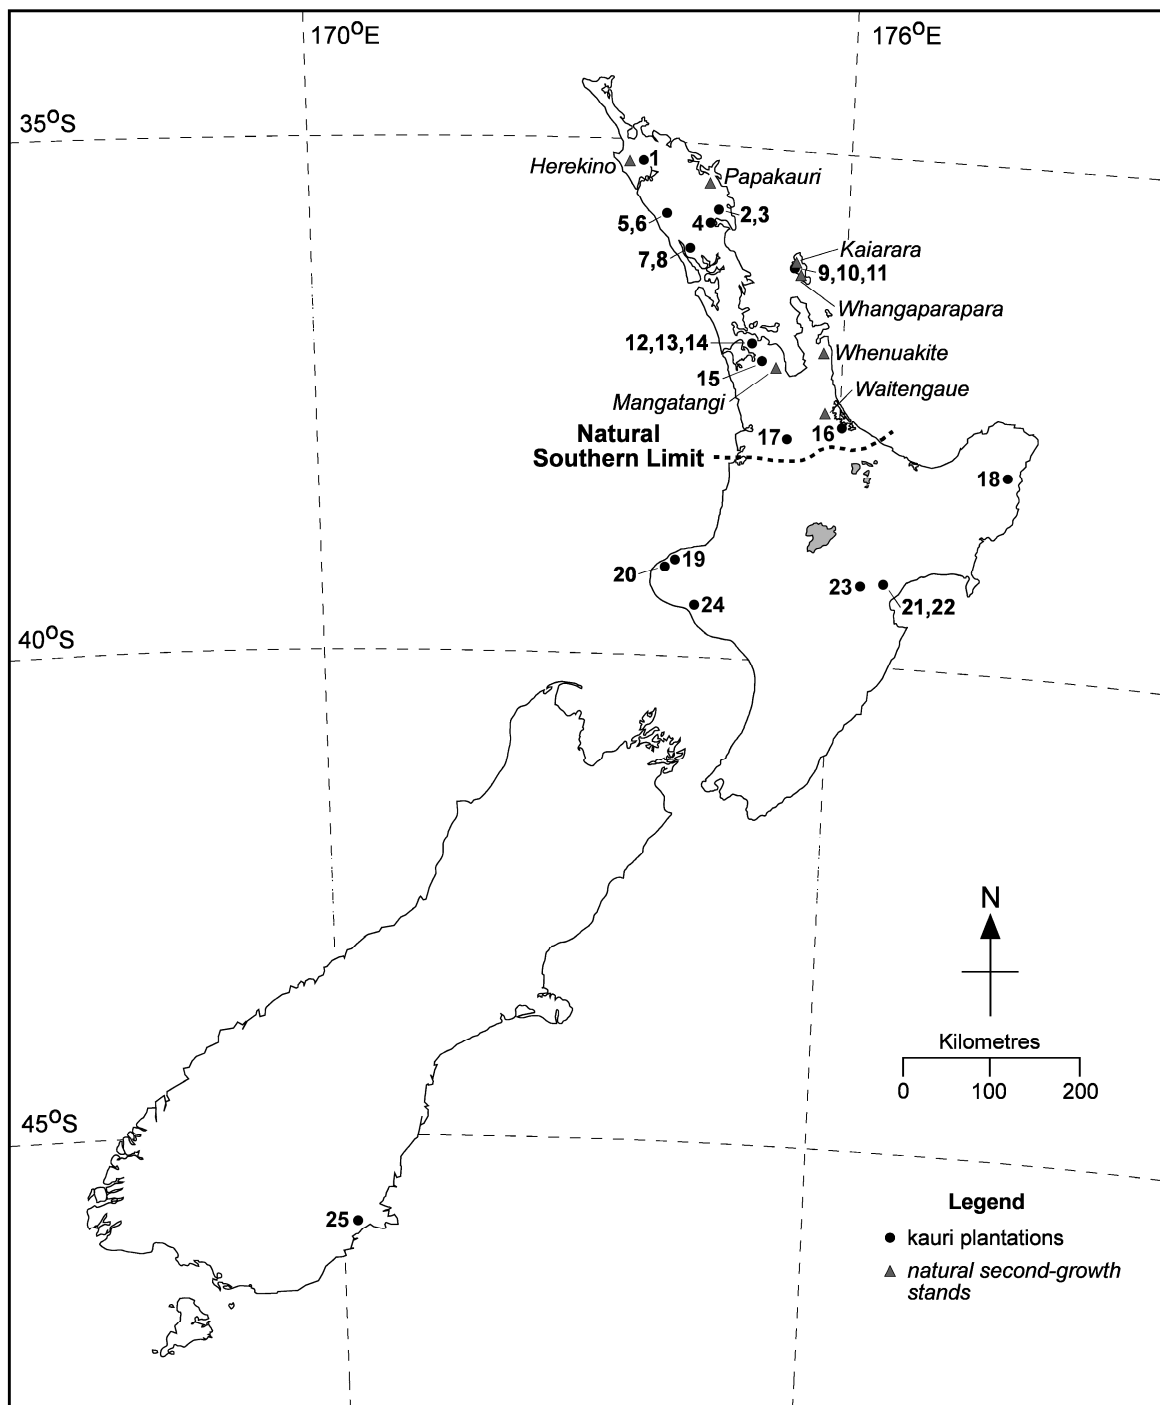 170°E
176°E
35°S
Herekino
1
Papakauri
2,3
5,6
4
7,8
Kaiarara
9,10,11
Whangaparapara
12,13,14
Whenuakite
15
Mangatangi
Waitengaue
Natural
Southern Limit
17
16
18
19
20
23
24
21,22
40°S
N
Kilometres
0 100 200
45°S
Legend
25
kauri plantations
natural second-growth
stands